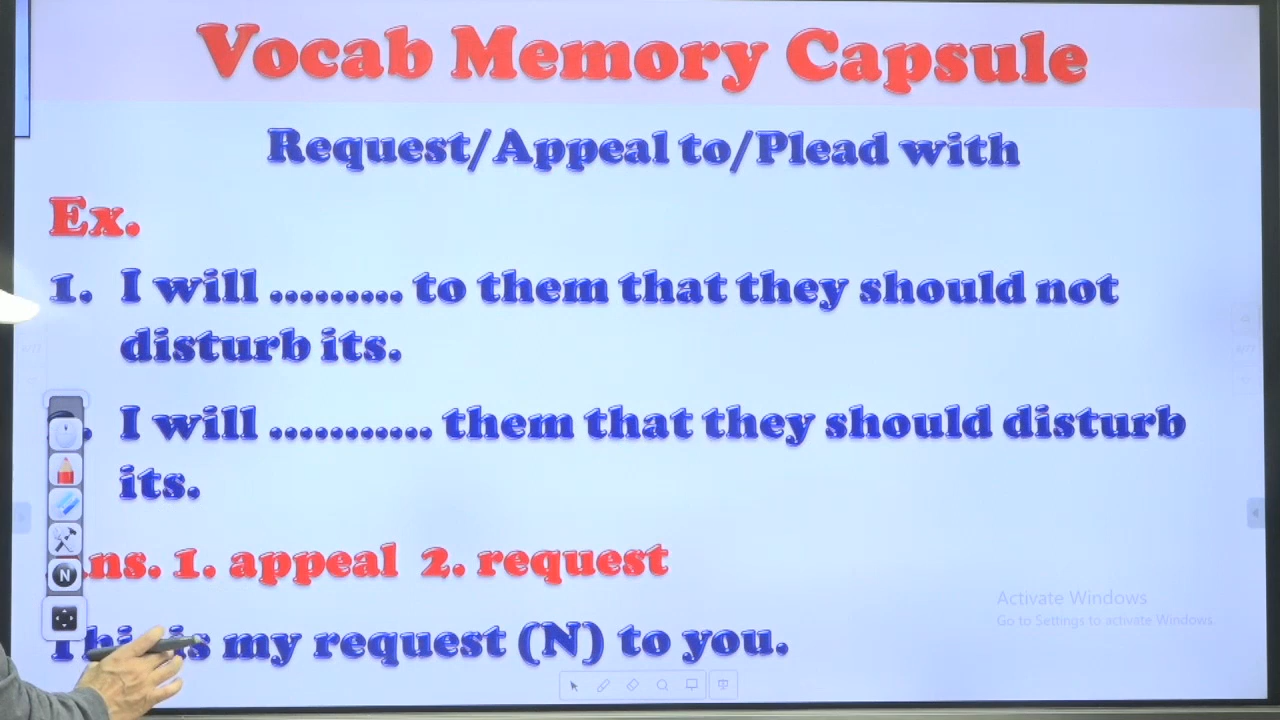 Vocab Memory Capsule
Request/Appeal to/Plead with
Ex.
1. I will ......... to them that they should not
disturb its.
I will ........... them that they should disturb
its.
Ans. 1. appeal 2. request
This is my request (N) to you.
Activate Windows
Go to Settings to activate Windows.
N